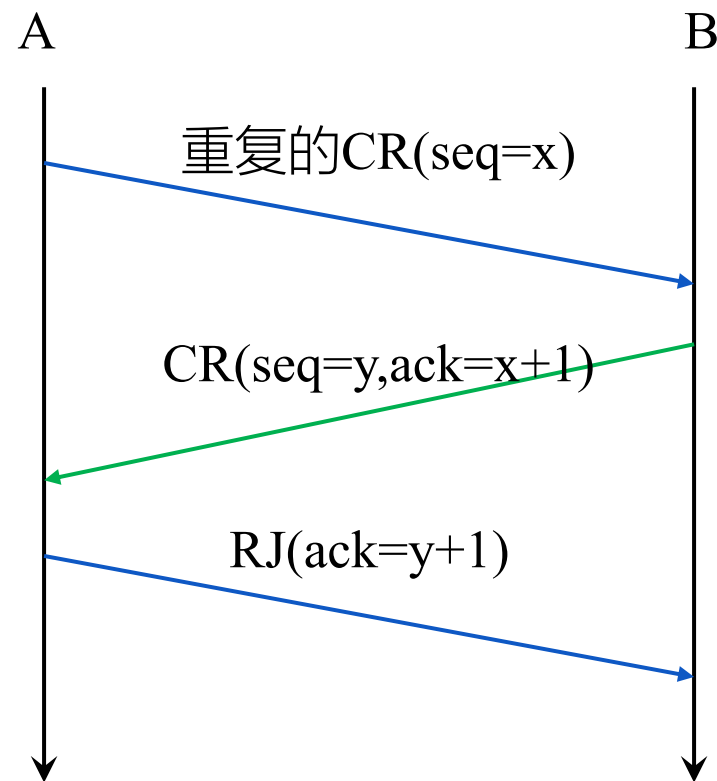 A
B
重复的CR(seq=x)
CR(seq=y,ack=x+1)
RJ(ack=y+1)